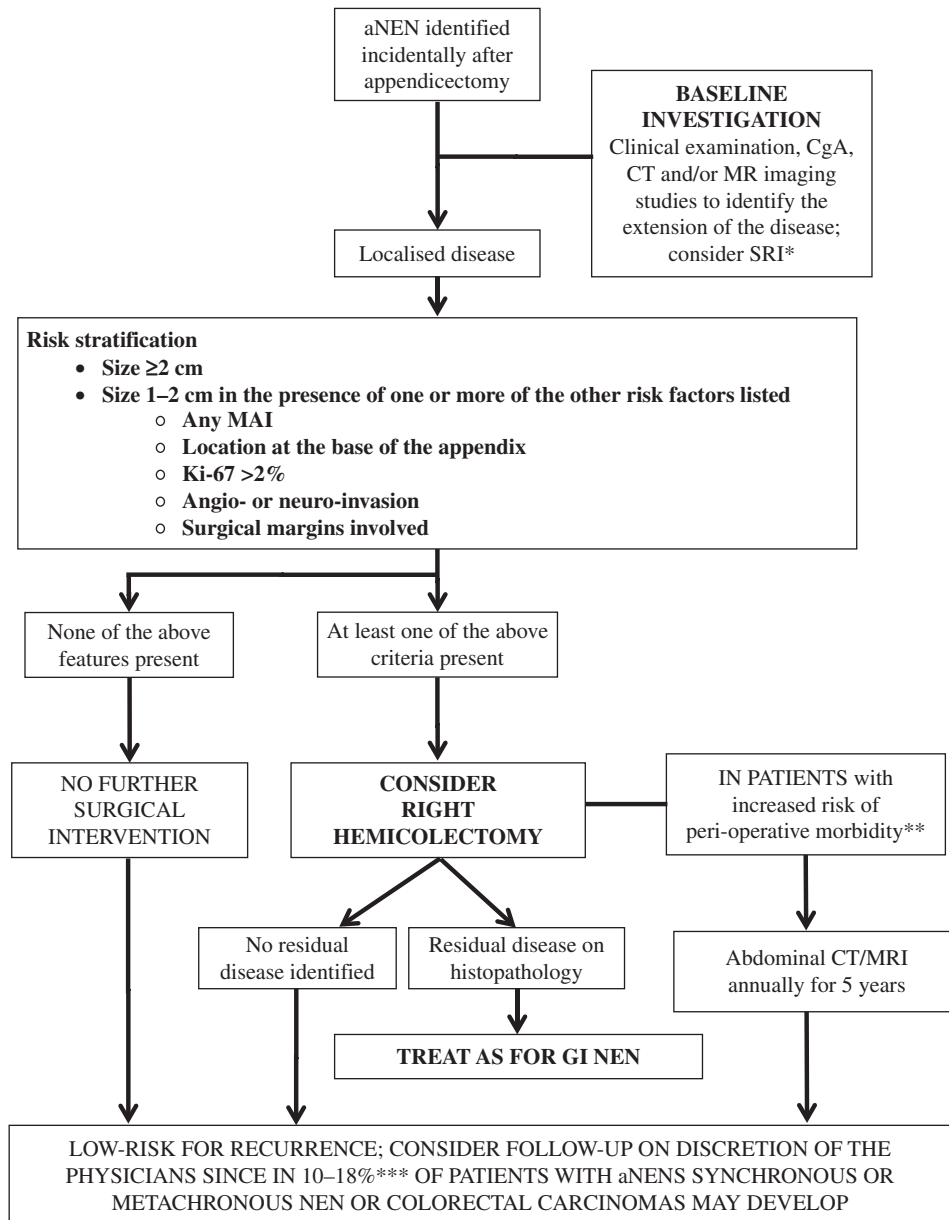 aNEN identified
incidentally after
appendicectomy
BASELINE
INVESTIGATION
Clinical examination, CgA,
CT and/or MR imaging
studies to identify the
extension of the disease;
consider SRI*
Localised disease
Risk stratification
• Size ≥2 cm
• Size 1–2 cm in the presence of one or more of the other risk factors listed
○ Any MAI
○ Location at the base of the appendix
○ Ki-67 >2%
○ Angio- or neuro-invasion
○ Surgical margins involved
None of the above
features present
At least one of the above
criteria present
NO FURTHER
SURGICAL
INTERVENTION
CONSIDER
RIGHT
HEMICOLECTOMY
IN PATIENTS with
increased risk of
peri-operative morbidity**
No residual
disease identified
Residual disease on
histopathology
Abdominal CT/MRI
annually for 5 years
TREAT AS FOR GI NEN
LOW-RISK FOR RECURRENCE; CONSIDER FOLLOW-UP ON DISCRETION OF THE
PHYSICIANS SINCE IN 10–18%*** OF PATIENTS WITH aNENS SYNCHRONOUS OR
METACHRONOUS NEN OR COLORECTAL CARCINOMAS MAY DEVELOP